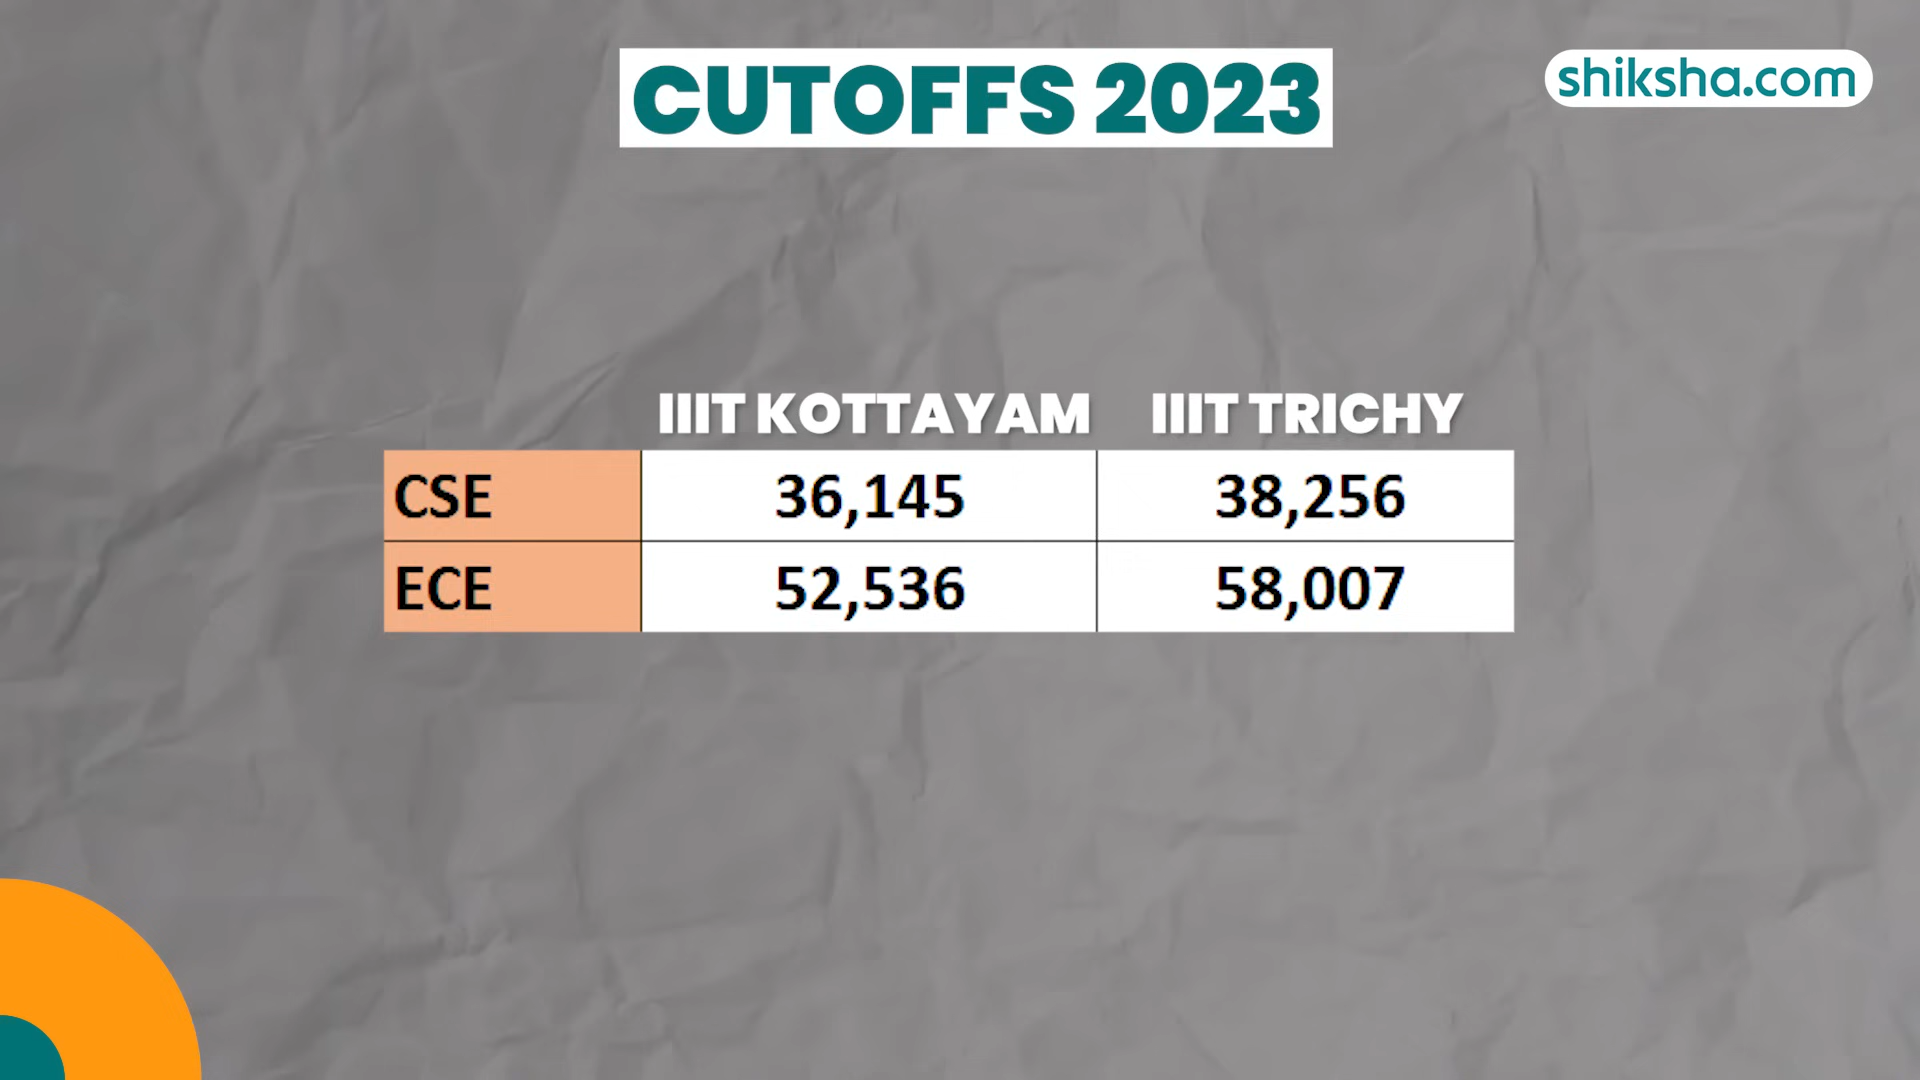 CUTOFFS 2023
shiksha.com
IIIT KOTTAYAM IIIT TRICHY
CSE 36,145 38,256
ECE 52,536 58,007